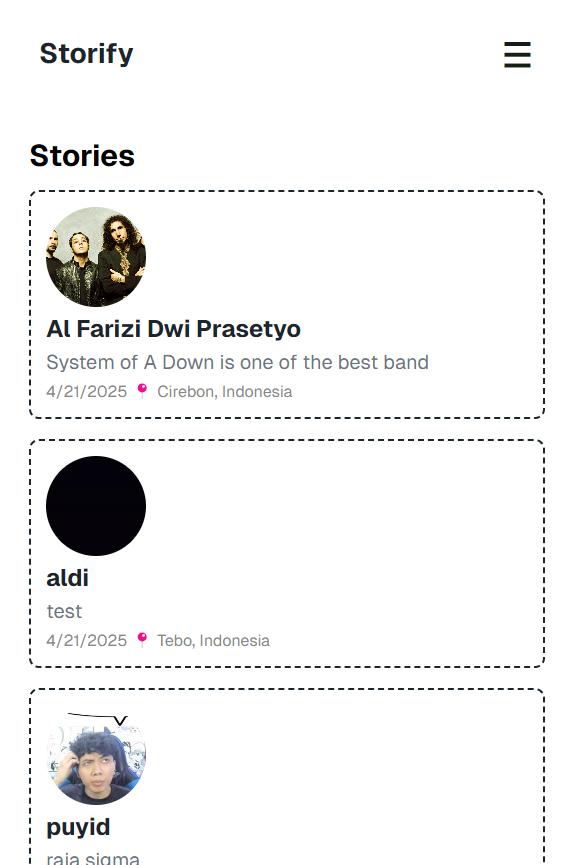 Storify
Stories
Al Farizi Dwi Prasetyo
System of A Down is one of the best band
4/21/2025 📍 Cirebon, Indonesia
aldi
test
4/21/2025 📍 Tebo, Indonesia
puyid
raja sigma